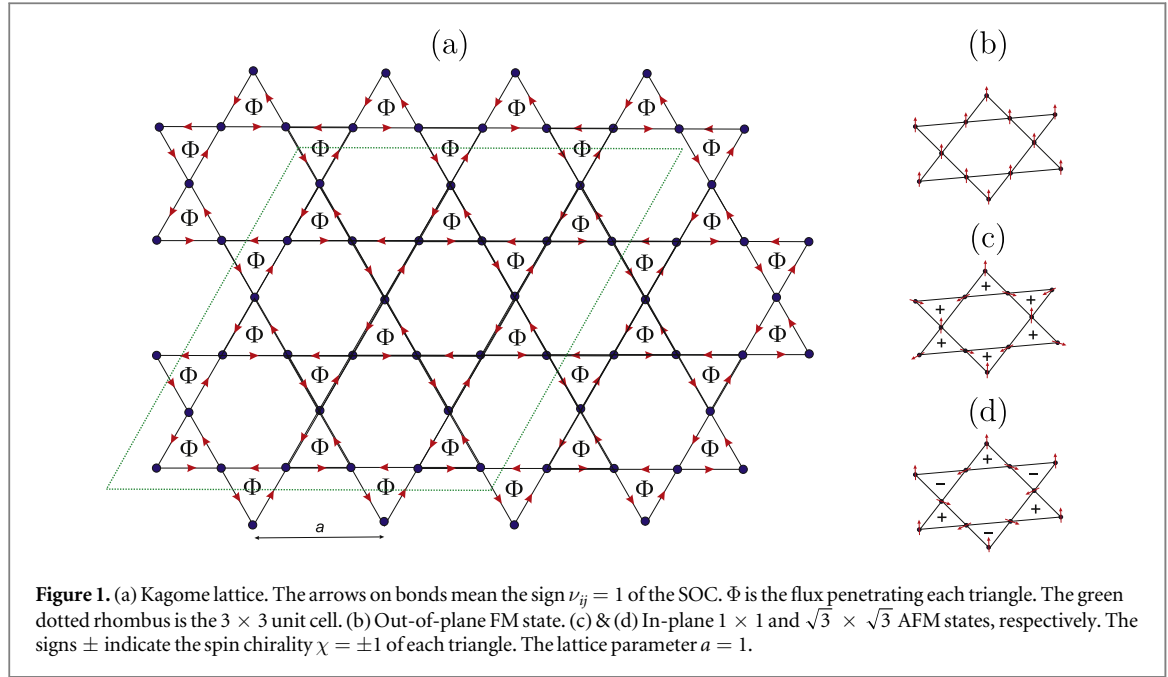 (a)
Φ Φ Φ Φ
Φ Φ Φ Φ Φ
Φ Φ Φ Φ Φ
Φ Φ Φ Φ Φ
Φ Φ Φ Φ Φ
Φ Φ Φ Φ Φ
Φ Φ Φ Φ Φ
Φ Φ Φ Φ
a
(b)
(c)
+
+ +
+ +
+
(d)
+
− −
+ +
−
Figure 1. (a) Kagome lattice. The arrows on bonds mean the sign νij = 1 of the SOC. Φ is the flux penetrating each triangle. The green
dotted rhombus is the 3 × 3 unit cell. (b) Out-of-plane FM state. (c) & (d) In-plane 1 × 1 and √3 × √3 AFM states, respectively. The
signs ± indicate the spin chirality χ = ±1 of each triangle. The lattice parameter a = 1.